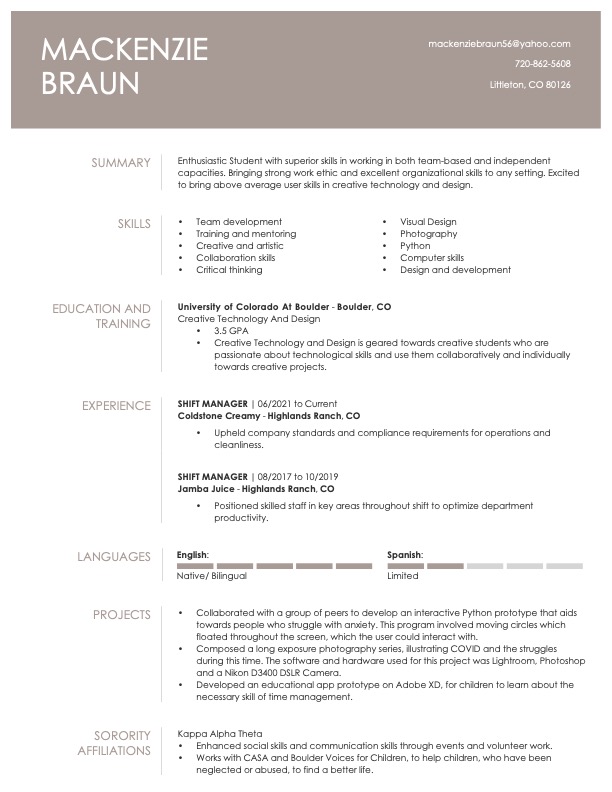 MACKENZIE
BRAUN
mackenziebraun56@yahoo.com
720-862-5608
Littleton, CO 80126
SUMMARY
Enthusiastic Student with superior skills in working in both team-based and independent
capacities. Bringing strong work ethic and excellent organizational skills to any setting. Excited
to bring above average user skills in creative technology and design.
SKILLS
• Team development
• Training and mentoring
• Creative and artistic
• Collaboration skills
• Critical thinking
• Visual Design
• Photography
• Python
• Computer skills
• Design and development
EDUCATION AND
TRAINING
University of Colorado At Boulder - Boulder, CO
Creative Technology And Design
• 3.5 GPA
• Creative Technology and Design is geared towards creative students who are
passionate about technological skills and use them collaboratively and individually
towards creative projects.
EXPERIENCE
SHIFT MANAGER | 06/2021 to Current
Coldstone Creamy - Highlands Ranch, CO
• Upheld company standards and compliance requirements for operations and
cleanliness.
SHIFT MANAGER | 08/2017 to 10/2019
Jamba Juice - Highlands Ranch, CO
• Positioned skilled staff in key areas throughout shift to optimize department
productivity.
LANGUAGES
English:
Native/ Bilingual
Spanish:
Limited
PROJECTS
• Collaborated with a group of peers to develop an interactive Python prototype that aids
towards people who struggle with anxiety. This program involved moving circles which
floated throughout the screen, which the user could interact with.
• Composed a long exposure photography series, illustrating COVID and the struggles
during this time. The software and hardware used for this project was Lightroom, Photoshop
and a Nikon D3400 DSLR Camera.
• Developed an educational app prototype on Adobe XD, for children to learn about the
necessary skill of time management.
SORORITY
AFFILIATIONS
Kappa Alpha Theta
• Enhanced social skills and communication skills through events and volunteer work.
• Works with CASA and Boulder Voices for Children, to help children, who have been
neglected or abused, to find a better life.